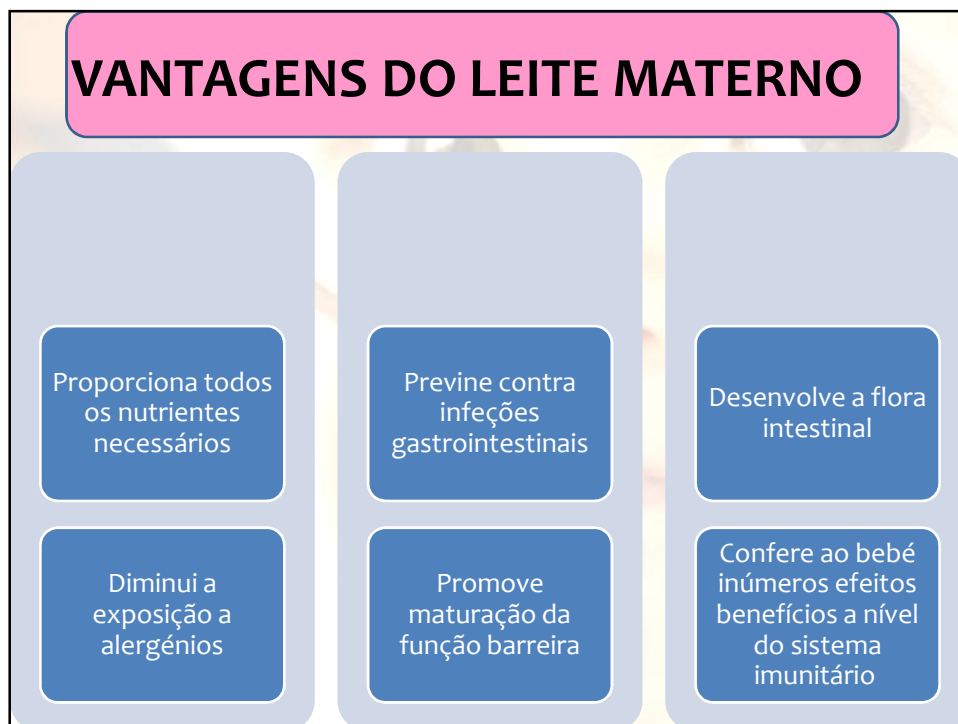 VANTAGENS DO LEITE MATERNO
Proporciona todos
os nutrientes
necessários
Diminui a
exposição a
alergénios
Previne contra
infeções
gastrointestinais
Promove
maturação da
função barreira
Desenvolve a flora
intestinal
Confere ao bebé
inúmeros efeitos
benefícios a nível
do sistema
imunitário